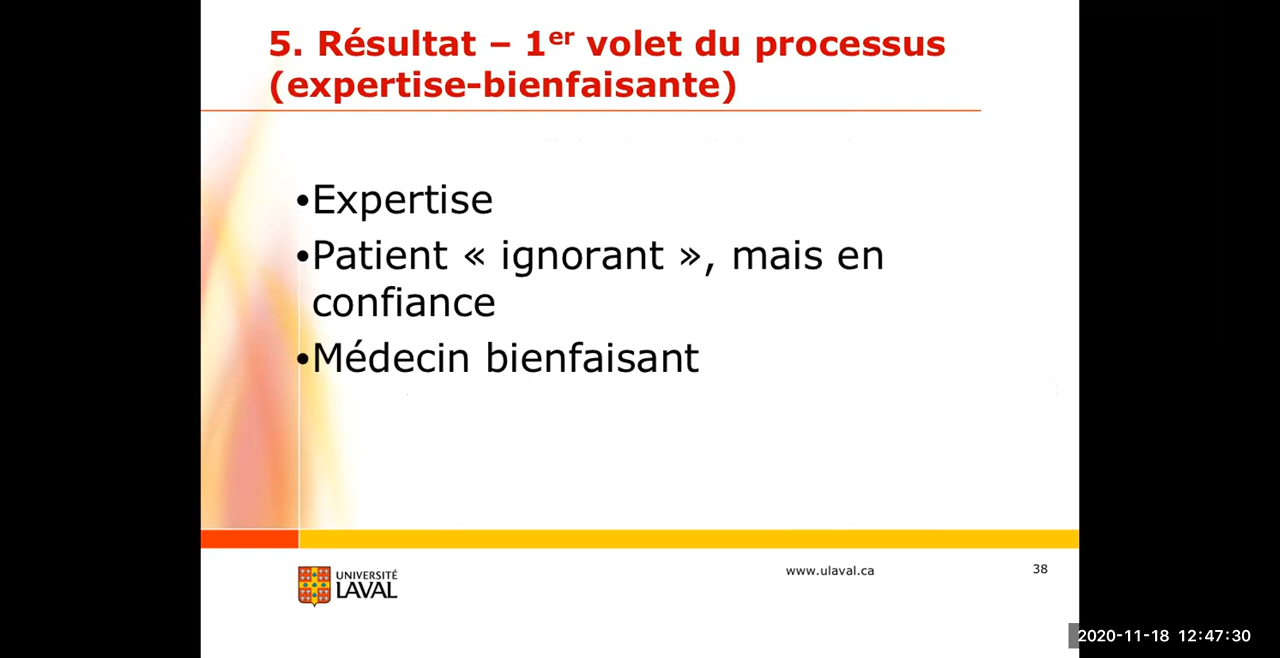 5. Résultat – 1er volet du processus
(expertise-bienfaisante)
•Expertise
•Patient « ignorant », mais en
confiance
•Médecin bienfaisant
UNIVERSITÉ
LAVAL
www.ulaval.ca
38
2020-11-18 12:47:30